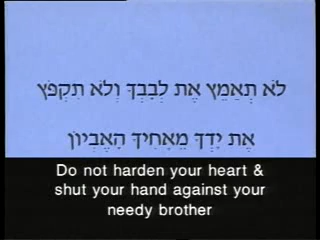 לֹא תְאַמֵּץ אֶת לְבָבְךָ וְלֹא תִקְפֹּץ
אֶת יָדְךָ מֵאָחִיךָ הָאֶבְיוֹן
Do not harden your heart &
shut your hand against your
needy brother